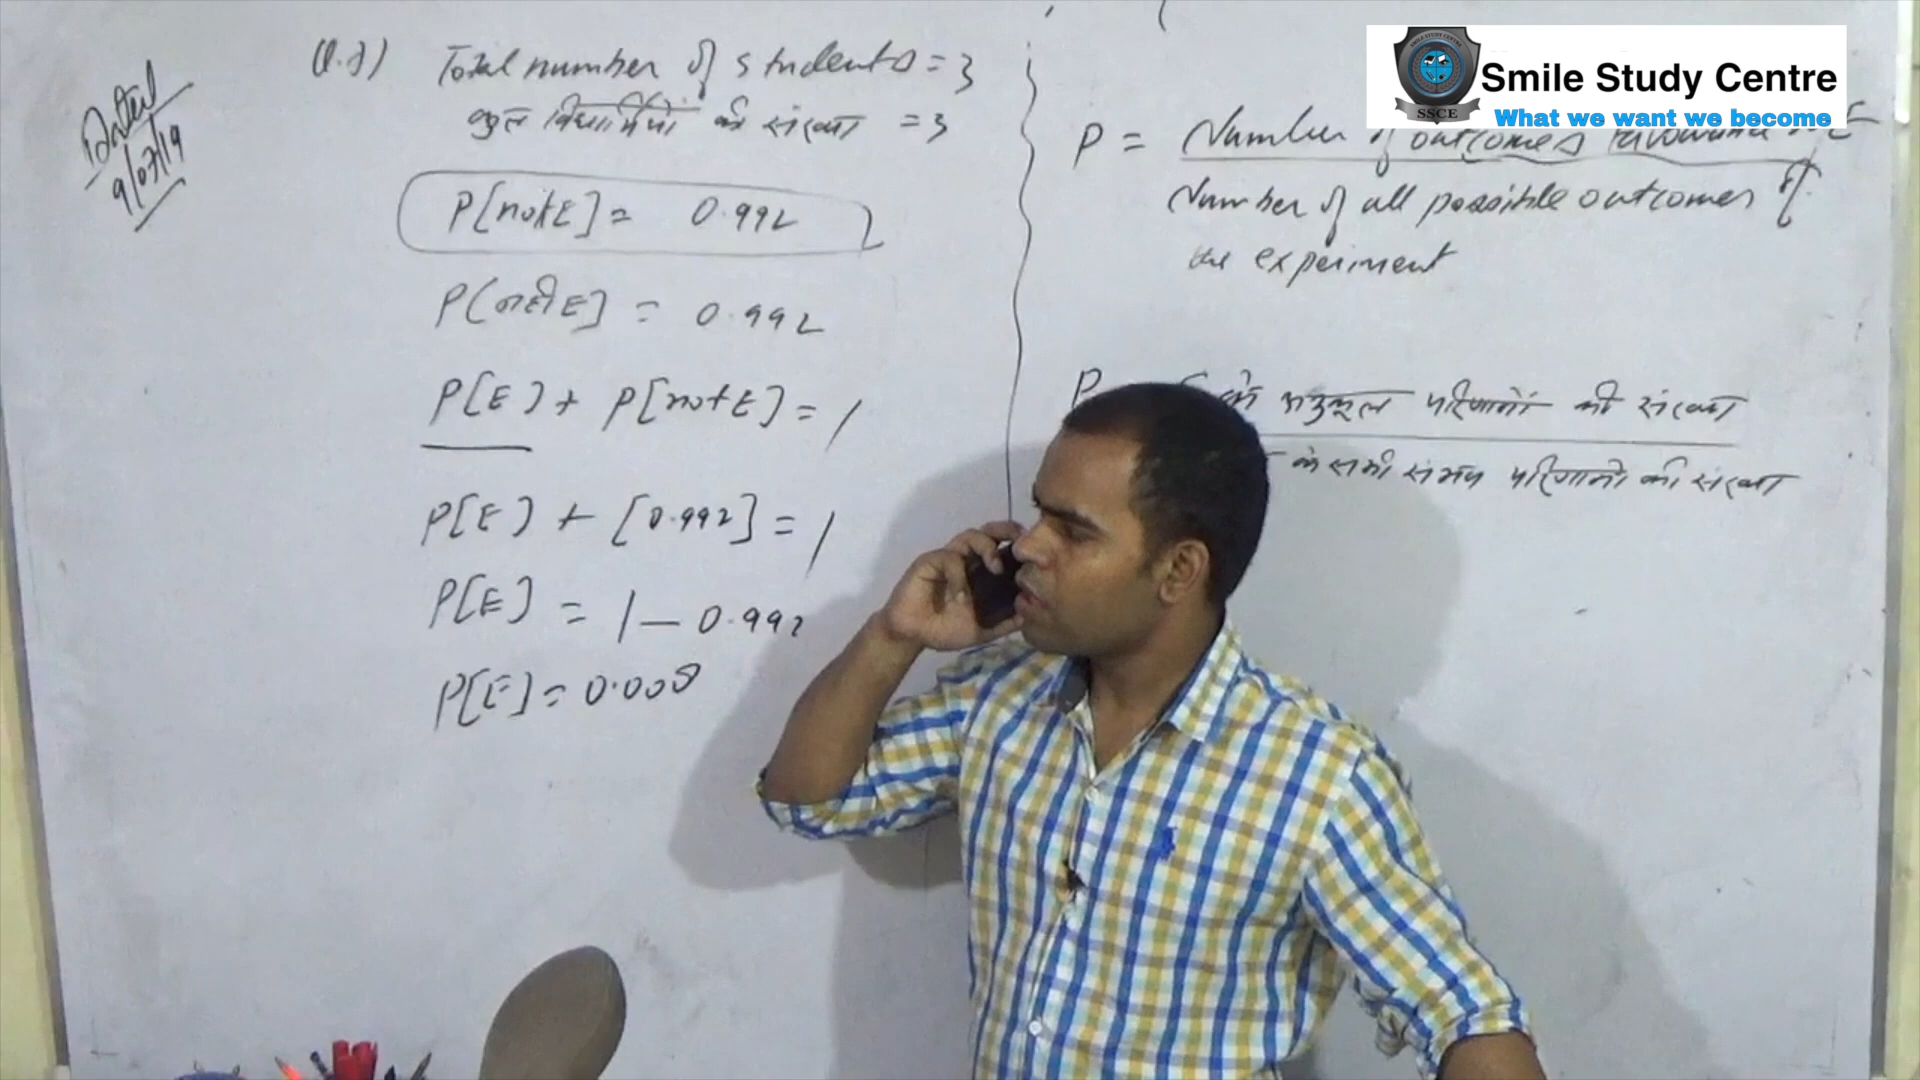 Dated
9/07/19
Total number of students = 3
कुल विद्यार्थियों की संख्या = 3
P[not E] = 0.992
P[नहीं E] = 0.992
P[E] + P[not E] = 1
P[E] + [0.992] = 1
P[E] = 1 - 0.992
P[E] = 0.008
SSCE
Smile Study Centre
What we want we become
P = Number of outcomes
Number of all possible outcomes of
the experiment
P के अनुकूल परिणामों की संख्या
के सभी संभव परिणामों की संख्या